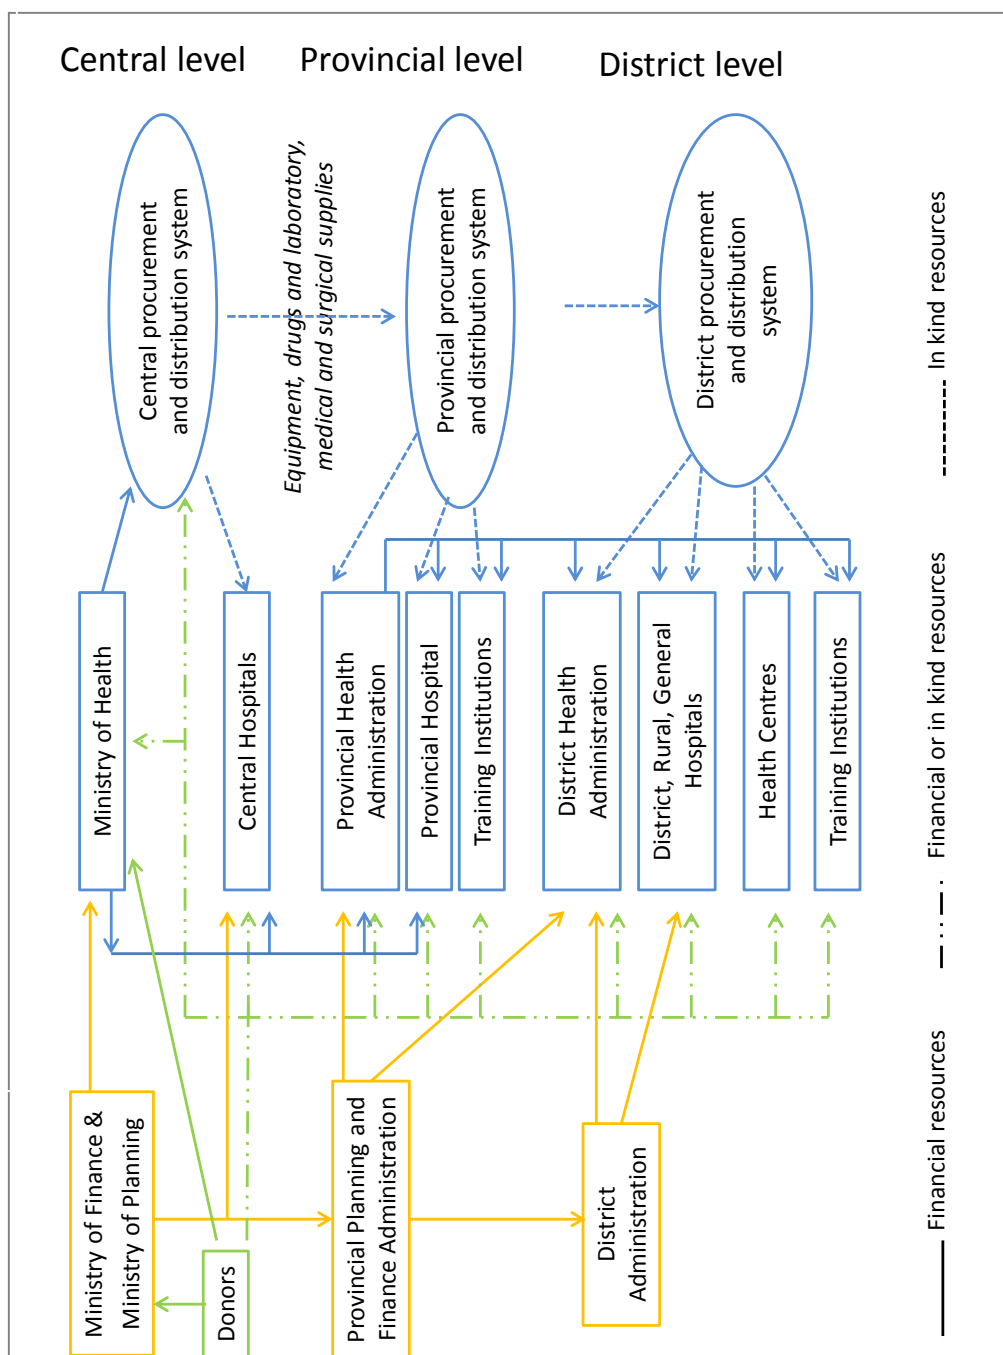 Central level
Provincial level
District level
Central procurement
and distribution system
Equipment, drugs and laboratory,
medical and surgical supplies
Provincial procurement
and distribution system
District procurement
and distribution
system
Ministry of Health
Central Hospitals
Provincial Health
Administration
Provincial Hospital
Training Institutions
District Health
Administration
District, Rural, General
Hospitals
Health Centres
Training Institutions
Ministry of Finance &
Ministry of Planning
Donors
Provincial Planning and
Finance Administration
District
Administration
Financial resources
Financial or in kind resources
In kind resources